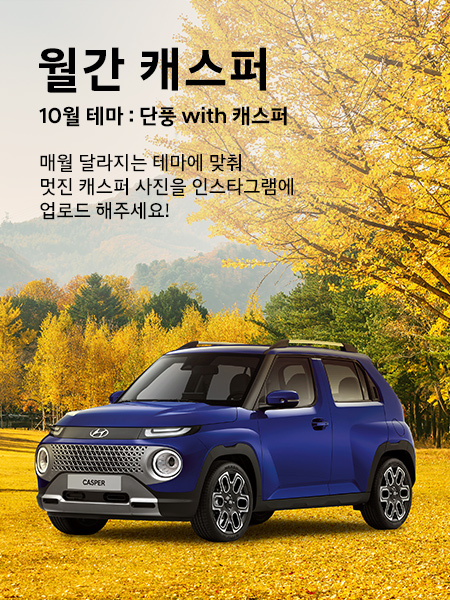 월간 캐스퍼
10월 테마 : 단풍 with 캐스퍼
매월 달라지는 테마에 맞춰
멋진 캐스퍼 사진을 인스타그램에
업로드 해주세요!
CASPER